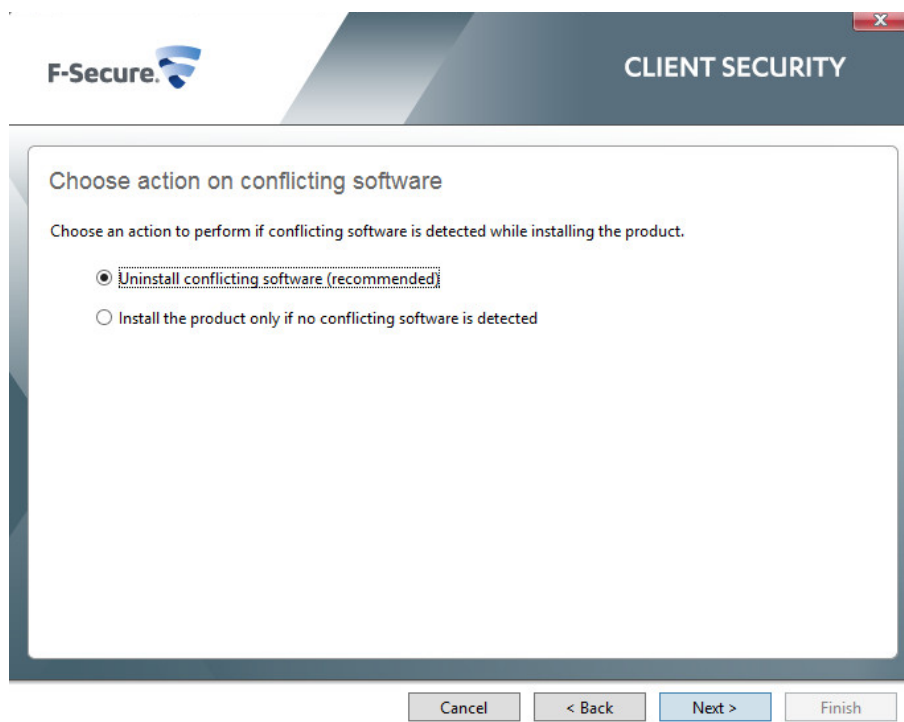 F-Secure.
CLIENT SECURITY
Choose action on conflicting software
Choose an action to perform if conflicting software is detected while installing the product.
Uninstall conflicting software (recommended)
Install the product only if no conflicting software is detected
Cancel
< Back
Next >
Finish